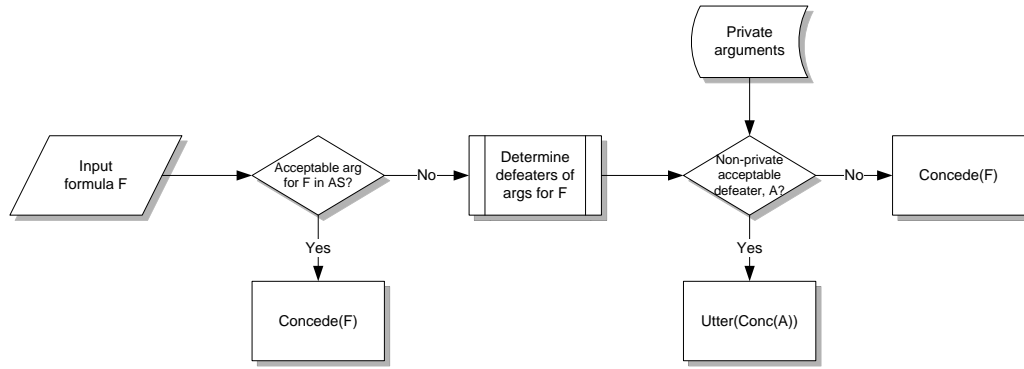 Private
arguments
Input
formula F
Acceptable arg
for F in AS?
No
Determine
defeaters of
args for F
Non-private
acceptable
defeater, A?
No
Concede(F)
Yes
Yes
Concede(F)
Utter(Conc(A))